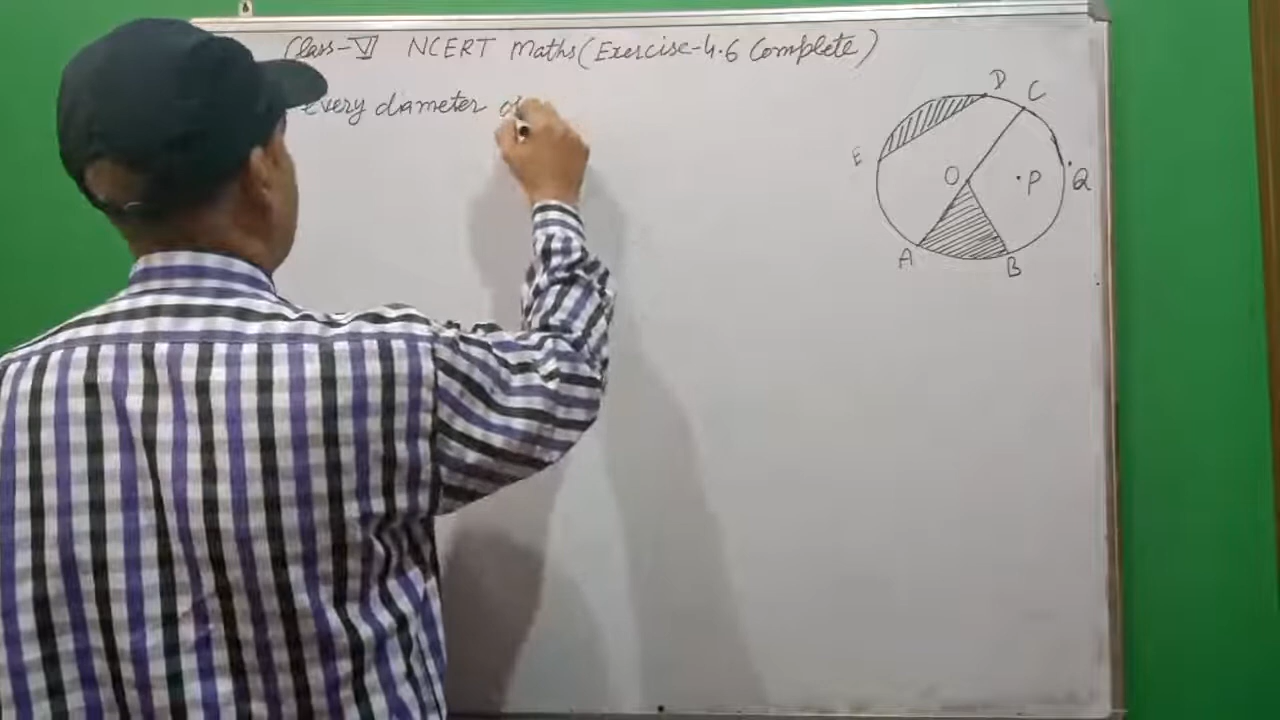 Class-VI NCERT Maths (Exercise-4.6 Complete)
every diameter
D
C
E
O
P
Q
A
B